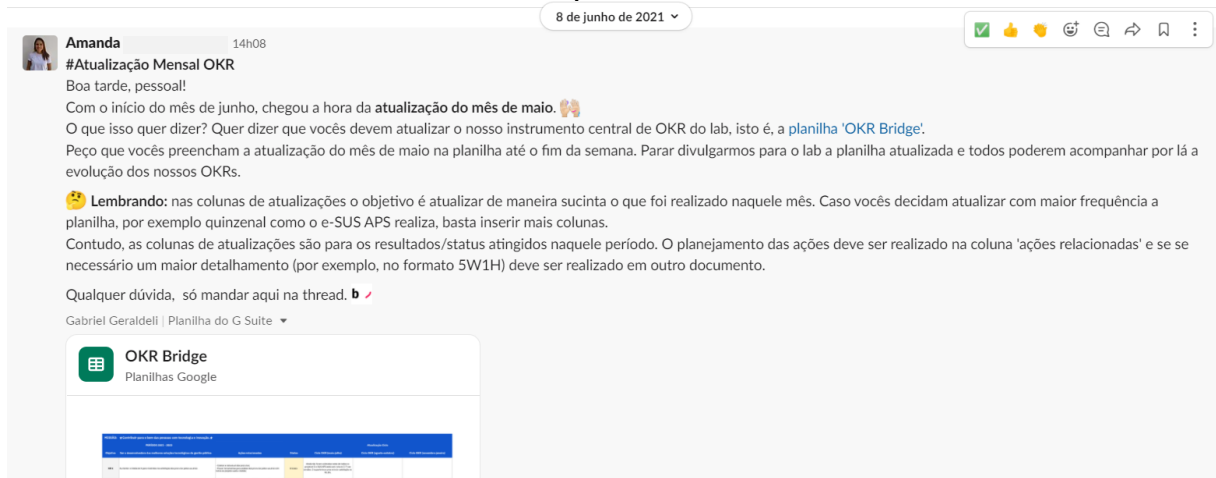 8 de junho de 2021
Amanda 14h08
#Atualização Mensal OKR
Boa tarde, pessoal!
Com o início do mês de junho, chegou a hora da atualização do mês de maio.
O que isso quer dizer? Quer dizer que vocês devem atualizar o nosso instrumento central de OKR do lab, isto é, a planilha 'OKR Bridge'.
Peço que vocês preencham a atualização do mês de maio na planilha até o fim da semana. Parar divulgarmos para o lab a planilha atualizada e todos poderem acompanhar por lá a
evolução dos nossos OKRs.
Lembrando: nas colunas de atualizações o objetivo é atualizar de maneira sucinta o que foi realizado naquele mês. Caso vocês decidam atualizar com maior frequência a
planilha, por exemplo quinzenal como o e-SUS APS realiza, basta inserir mais colunas.
Contudo, as colunas de atualizações são para os resultados/status atingidos naquele período. O planejamento das ações deve ser realizado na coluna 'ações relacionadas' e se se
necessário um maior detalhamento (por exemplo, no formato 5W1H) deve ser realizado em outro documento.
Qualquer dúvida, só mandar aqui na thread. b
Gabriel Geraldeli | Planilha do G Suite
OKR Bridge
Planilhas Google